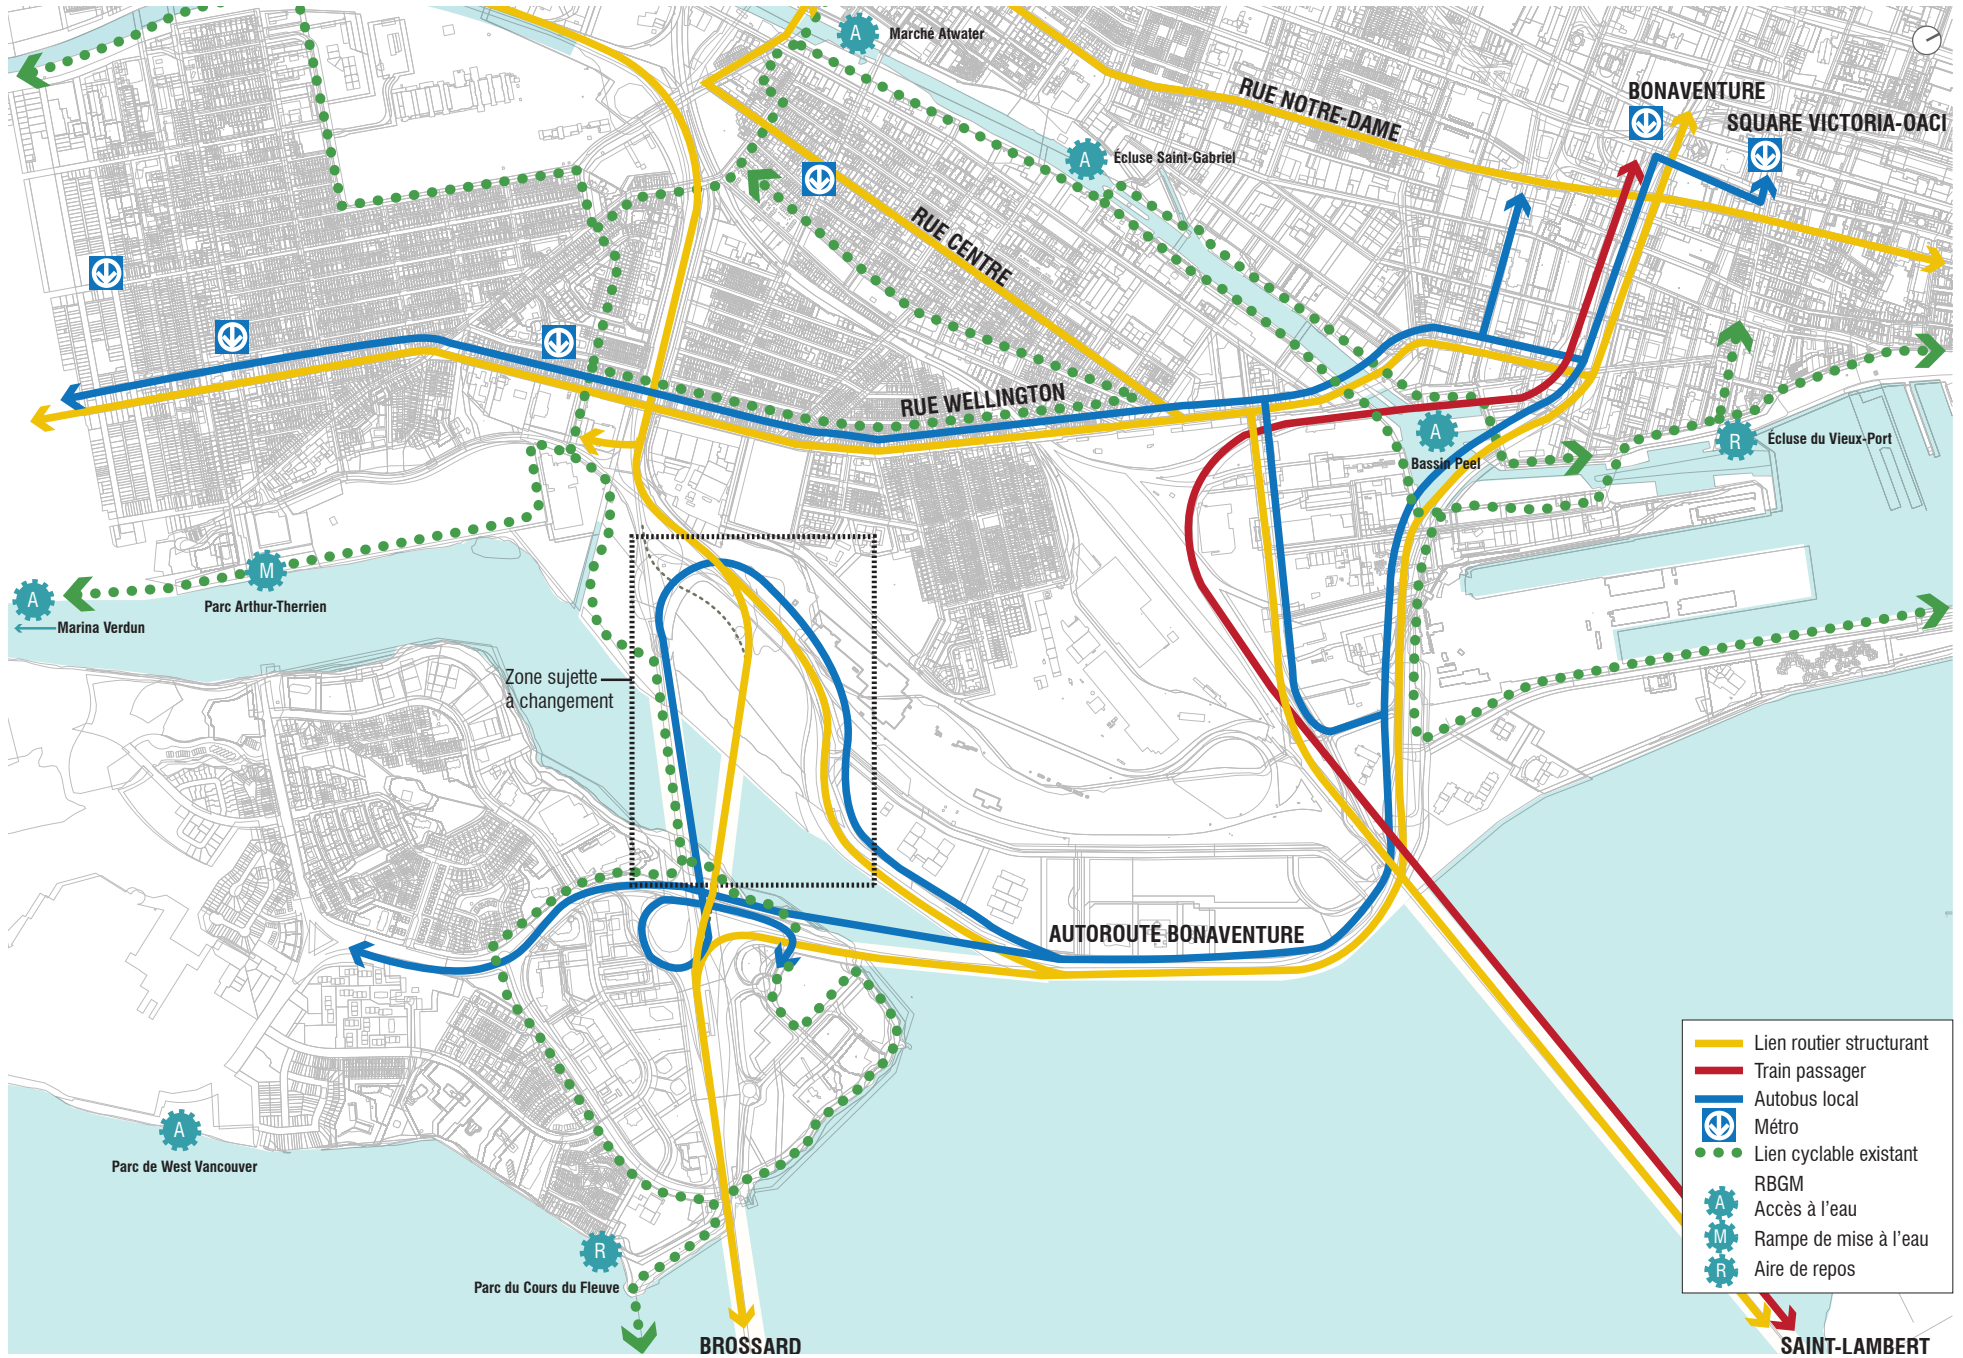 A
Marché Atwater
BONAVENTURE
SQUARE VICTORIA-OACI
RUE NOTRE-DAME
A
Écluse Saint-Gabriel
RUE CENTRE
RUE WELLINGTON
A
Bassin Peel
R
Écluse du Vieux-Port
M
Parc Arthur-Therrien
A
Marina Verdun
Zone sujette
à changement
AUTOROUTE BONAVENTURE
A
Parc de West Vancouver
R
Parc du Cours du Fleuve
BROSSARD
SAINT-LAMBERT
Lien routier structurant
Train passager
Autobus local
Métro
Lien cyclable existant
RBGM
A Accès à l'eau
M Rampe de mise à l'eau
R Aire de repos